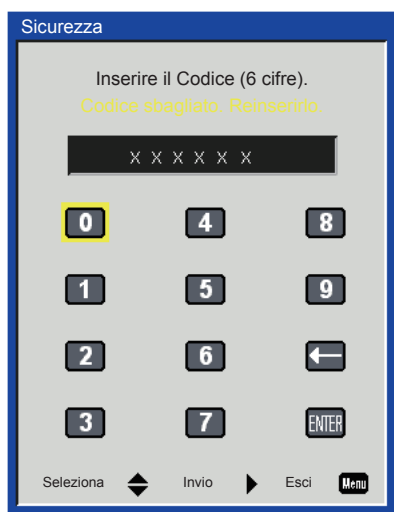 Sicurezza
Inserire il Codice (6 cifre).
Codice sbagliato. Reinseririo.
X X X X X X
0 4 8
1 5 9
2 6
3 7 ENTER
Seleziona Invio Esci Menu